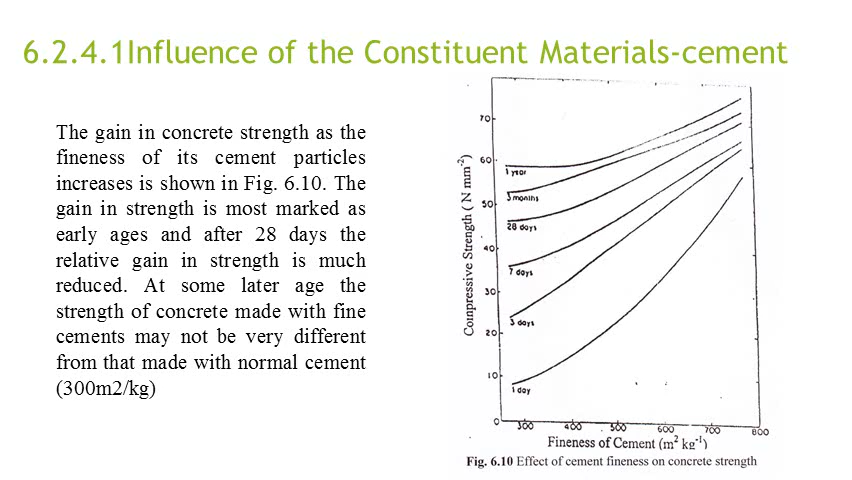 6.2.4.1Influence of the Constituent Materials-cement
The gain in concrete strength as the
fineness of its cement particles
increases is shown in Fig. 6.10. The
gain in strength is most marked as
early ages and after 28 days the
relative gain in strength is much
reduced. At some later age the
strength of concrete made with fine
cements may not be very different
from that made with normal cement
(300m2/kg)
Compressive Strength ( N mm⁻²)
70
60
50
40
30
20
10
0
1 year
3 months
28 days
7 days
3 days
1 day
300 400 500 600 700 800
Fineness of Cement (m² kg⁻¹)
Fig. 6.10 Effect of cement fineness on concrete strength